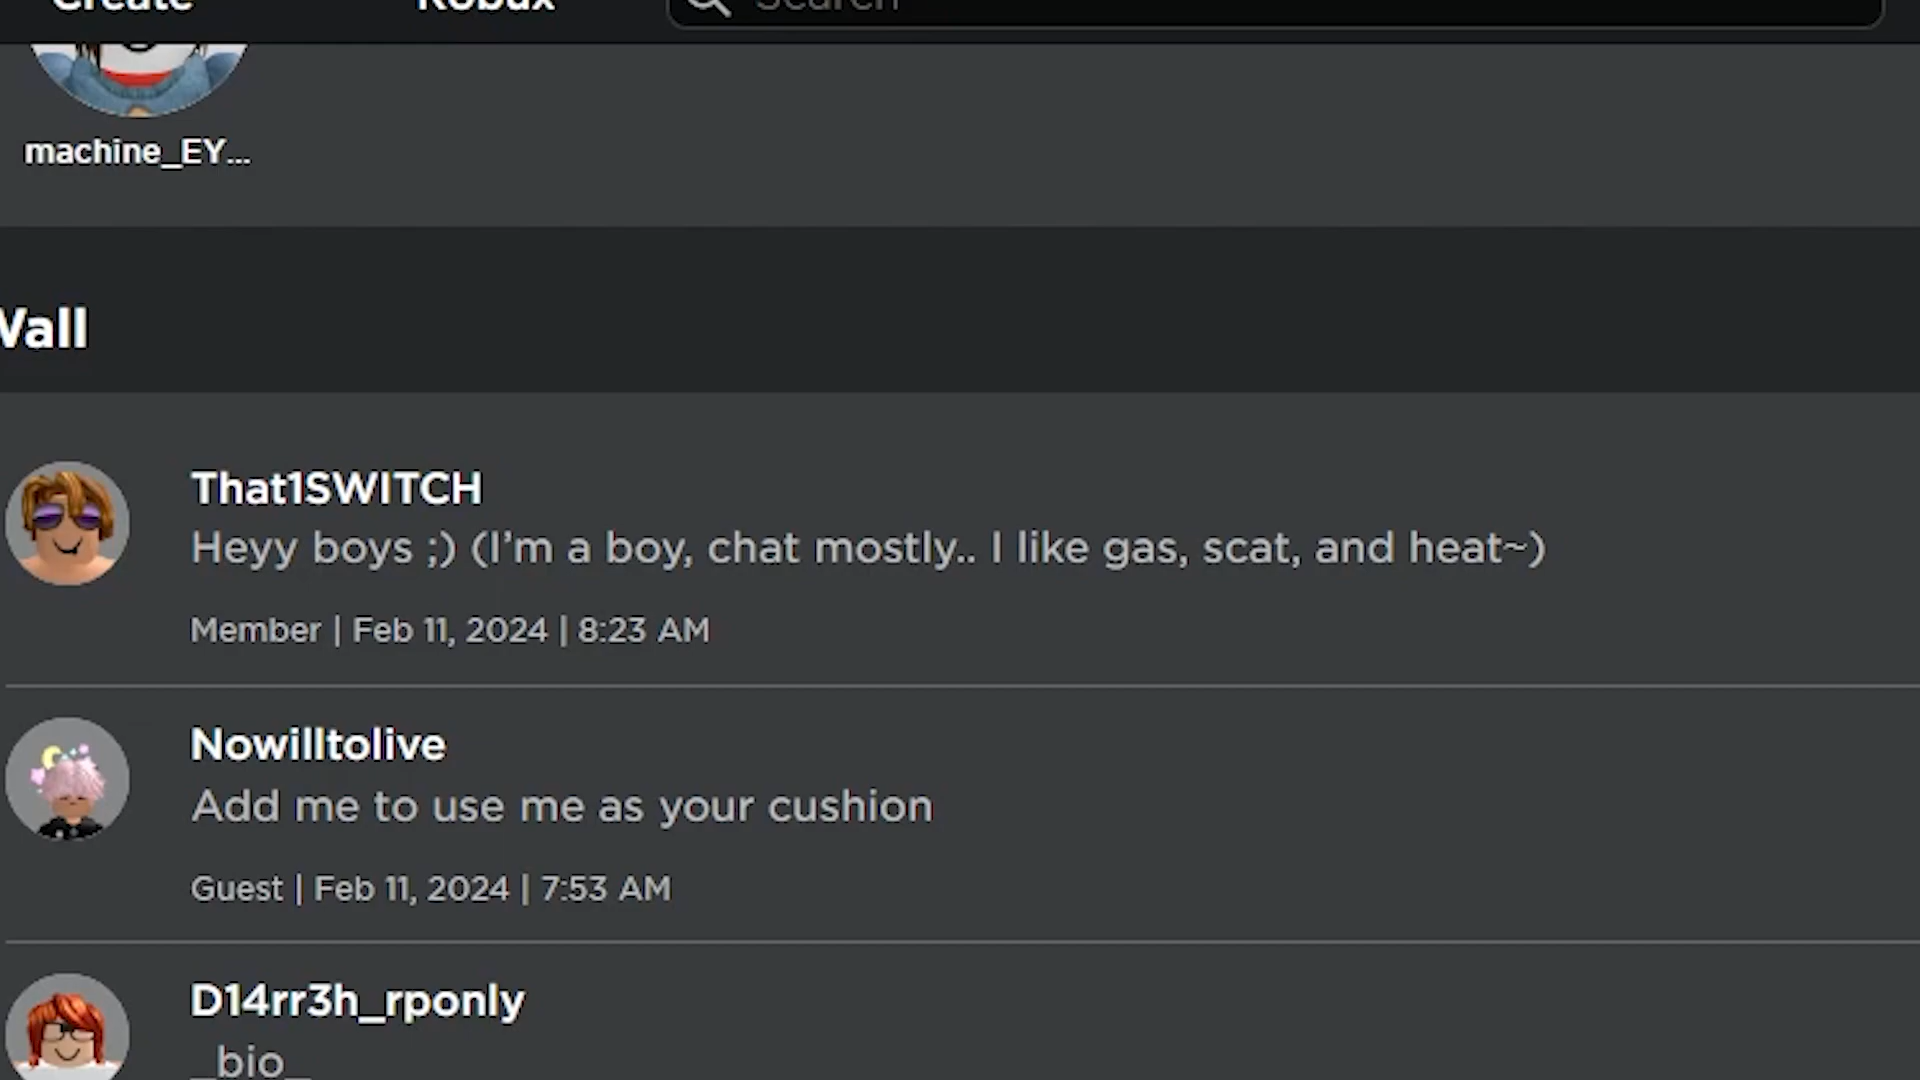 Create Robux Search
machine_EY...
Wall
That1SWITCH
Heyy boys ;) (I'm a boy, chat mostly.. I like gas, scat, and heat~)
Member | Feb 11, 2024 | 8:23 AM
Nowilltolive
Add me to use me as your cushion
Guest | Feb 11, 2024 | 7:53 AM
D14rr3h_rponly
_bio_